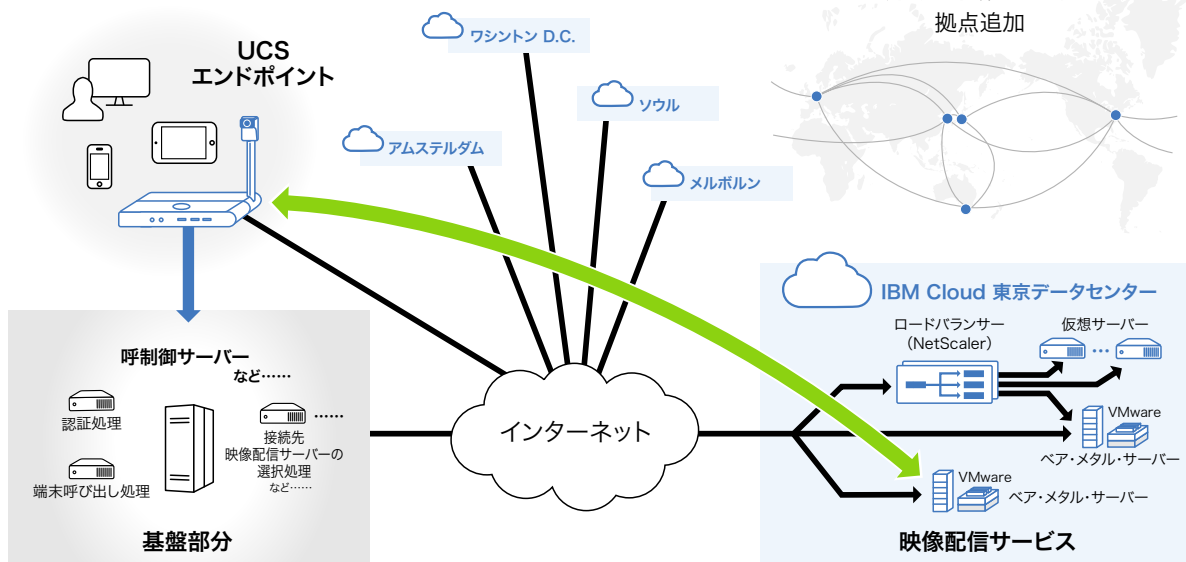 拠点追加
UCS
エンドポイント
ワシントン D.C.
ソウル
アムステルダム
メルボルン
IBM Cloud 東京データセンター
ロードバランサー
（NetScaler）
仮想サーバー
…
VMware
ベア・メタル・サーバー
VMware
ベア・メタル・サーバー
映像配信サービス
インターネット
呼制御サーバー
など……
認証処理
端末呼び出し処理
……
接続先
映像配信サーバーの
選択処理
など……
基盤部分